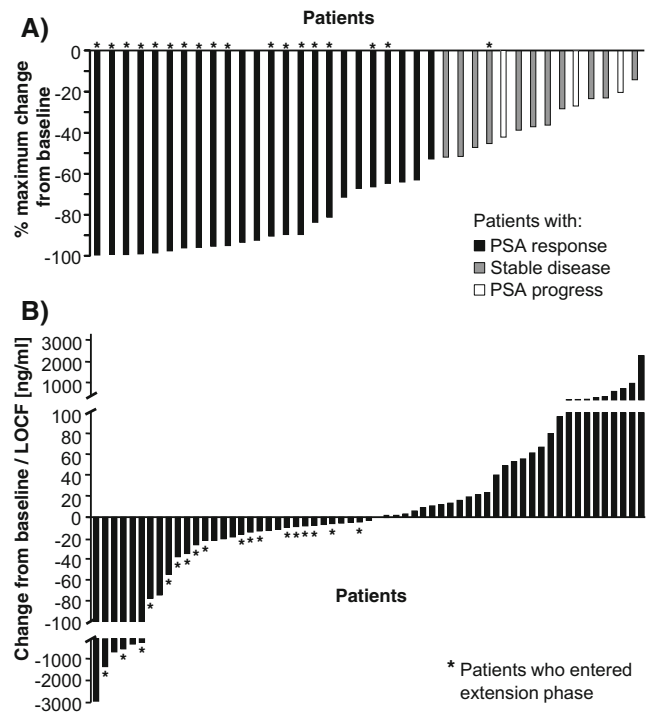 Patients
A)
* * * * * * * * * * * * * * * * * *
0
-20
-40
-60
-80
-100
% maximum change
from baseline
Patients with:
PSA response
Stable disease
PSA progress
B)
3000
2000
1000
100
80
60
40
20
0
-20
-40
-60
-80
-100
-1000
-2000
-3000
Change from baseline / LOCF [ng/ml]
Patients
* Patients who entered
extension phase